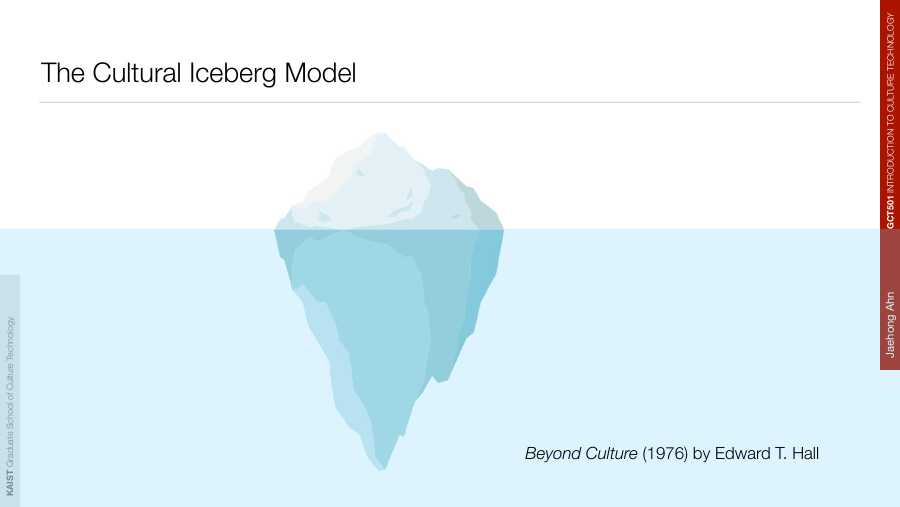 The Cultural Iceberg Model
Beyond Culture (1976) by Edward T. Hall
GCT501 INTRODUCTION TO CULTURE TECHNOLOGY
Jaehong Ahn
KAIST Graduate School of Culture Technology